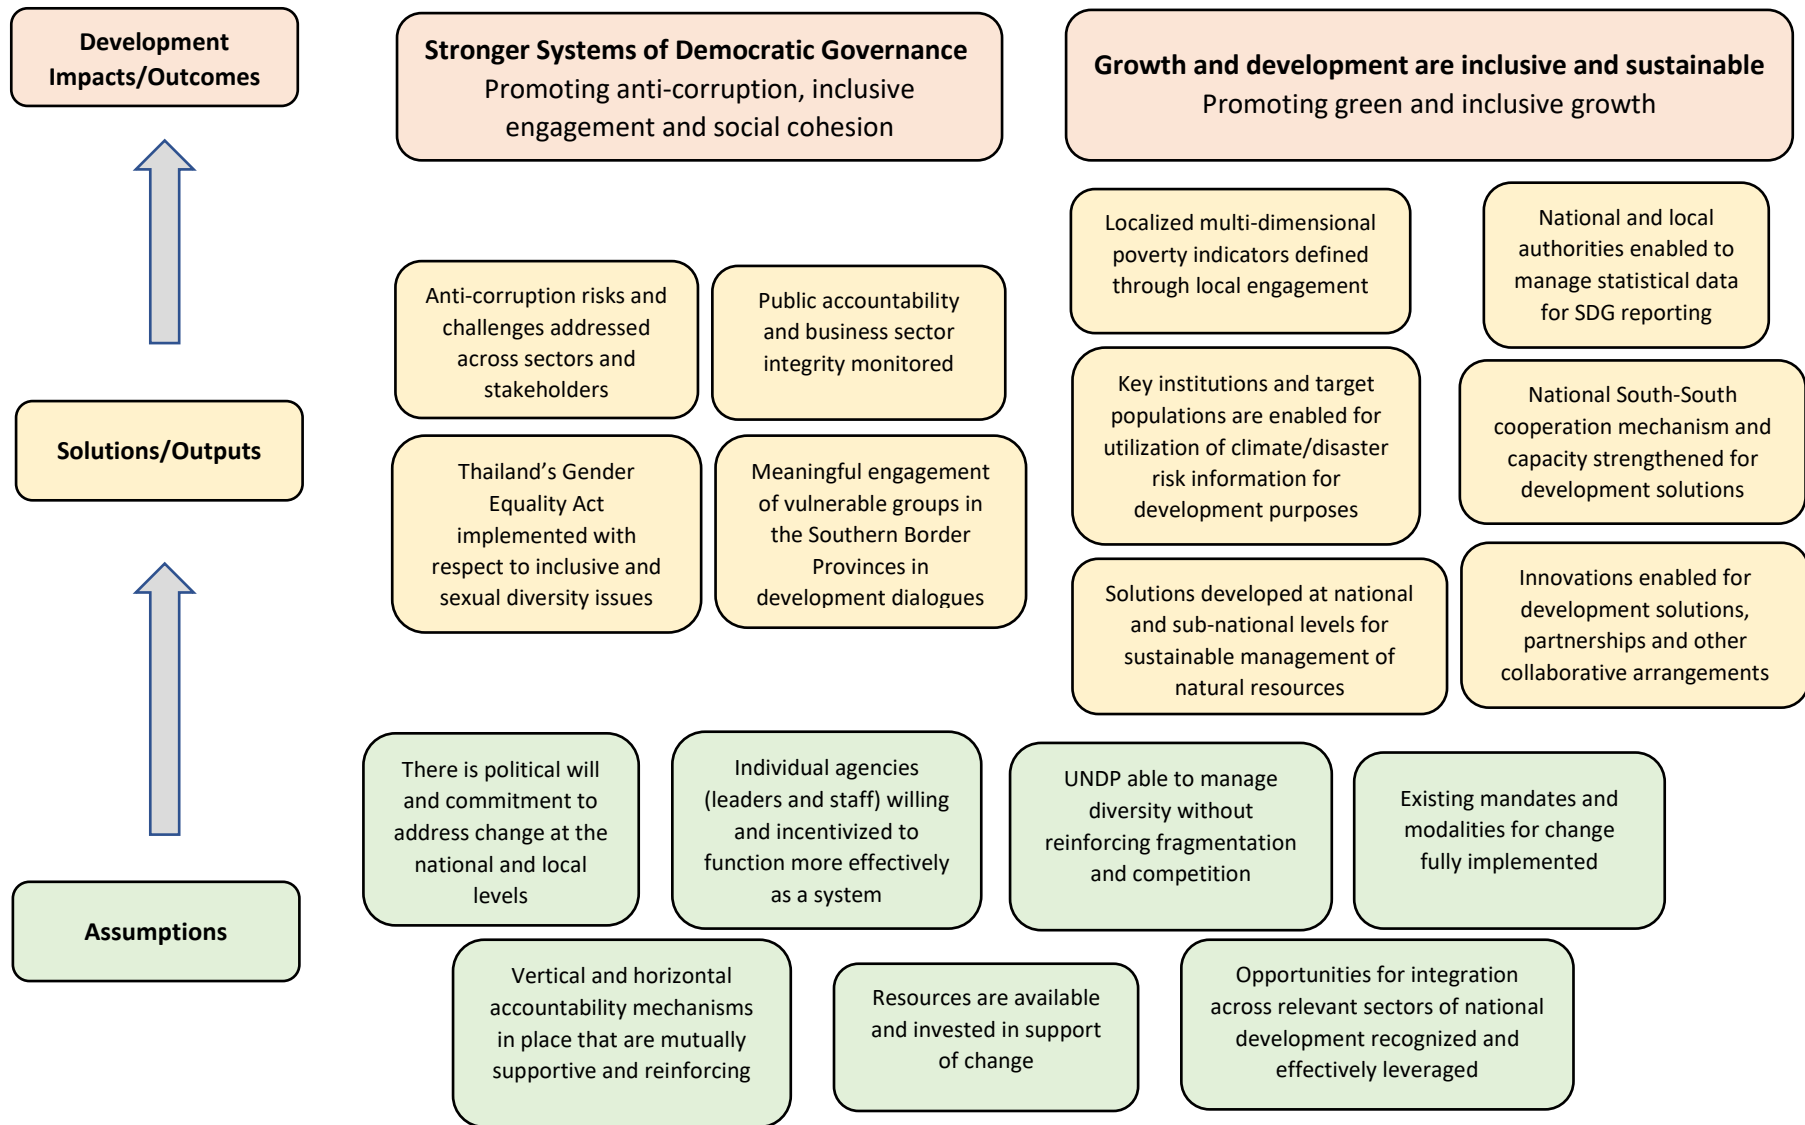 Development
Impacts/Outcomes
Stronger Systems of Democratic Governance
Promoting anti-corruption, inclusive
engagement and social cohesion
Growth and development are inclusive and sustainable
Promoting green and inclusive growth
Solutions/Outputs
Anti-corruption risks and
challenges addressed
across sectors and
stakeholders
Public accountability
and business sector
integrity monitored
Thailand’s Gender
Equality Act
implemented with
respect to inclusive and
sexual diversity issues
Meaningful engagement
of vulnerable groups in
the Southern Border
Provinces in
development dialogues
Localized multi-dimensional
poverty indicators defined
through local engagement
National and local
authorities enabled to
manage statistical data
for SDG reporting
Key institutions and target
populations are enabled for
utilization of climate/disaster
risk information for
development purposes
National South-South
cooperation mechanism and
capacity strengthened for
development solutions
Solutions developed at national
and sub-national levels for
sustainable management of
natural resources
Innovations enabled for
development solutions,
partnerships and other
collaborative arrangements
Assumptions
There is political will
and commitment to
address change at the
national and local
levels
Individual agencies
(leaders and staff) willing
and incentivized to
function more effectively
as a system
UNDP able to manage
diversity without
reinforcing fragmentation
and competition
Existing mandates and
modalities for change
fully implemented
Vertical and horizontal
accountability mechanisms
in place that are mutually
supportive and reinforcing
Resources are available
and invested in support
of change
Opportunities for integration
across relevant sectors of national
development recognized and
effectively leveraged